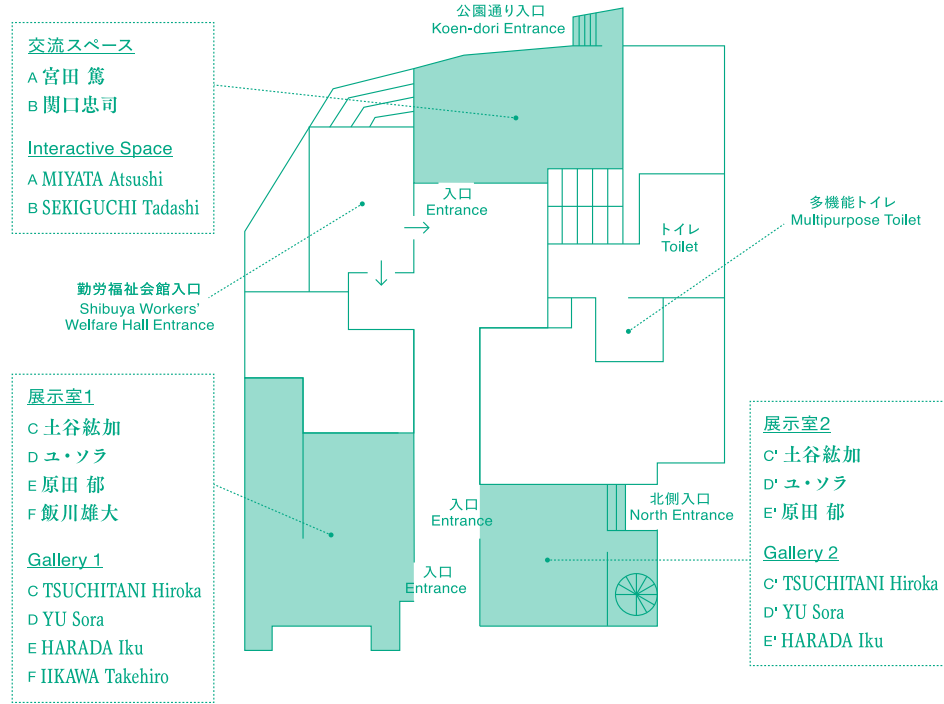 公園通り入口
Koen-dori Entrance
交流スペース
A 宮田 篤
B 関口忠司
Interactive Space
A MIYATA Atsushi
B SEKIGUCHI Tadashi
入口
Entrance
多機能トイレ
Multipurpose Toilet
トイレ
Toilet
勤労福祉会館入口
Shibuya Workers'
Welfare Hall Entrance
展示室1
C 土谷紘加
D ユ・ソラ
E 原田 郁
F 飯川雄大
Gallery 1
C TSUCHITANI Hiroka
D YU Sora
E HARADA Iku
F IIKAWA Takehiro
入口
Entrance
北側入口
North Entrance
入口
Entrance
展示室2
C' 土谷紘加
D' ユ・ソラ
E' 原田 郁
Gallery 2
C' TSUCHITANI Hiroka
D' YU Sora
E' HARADA Iku